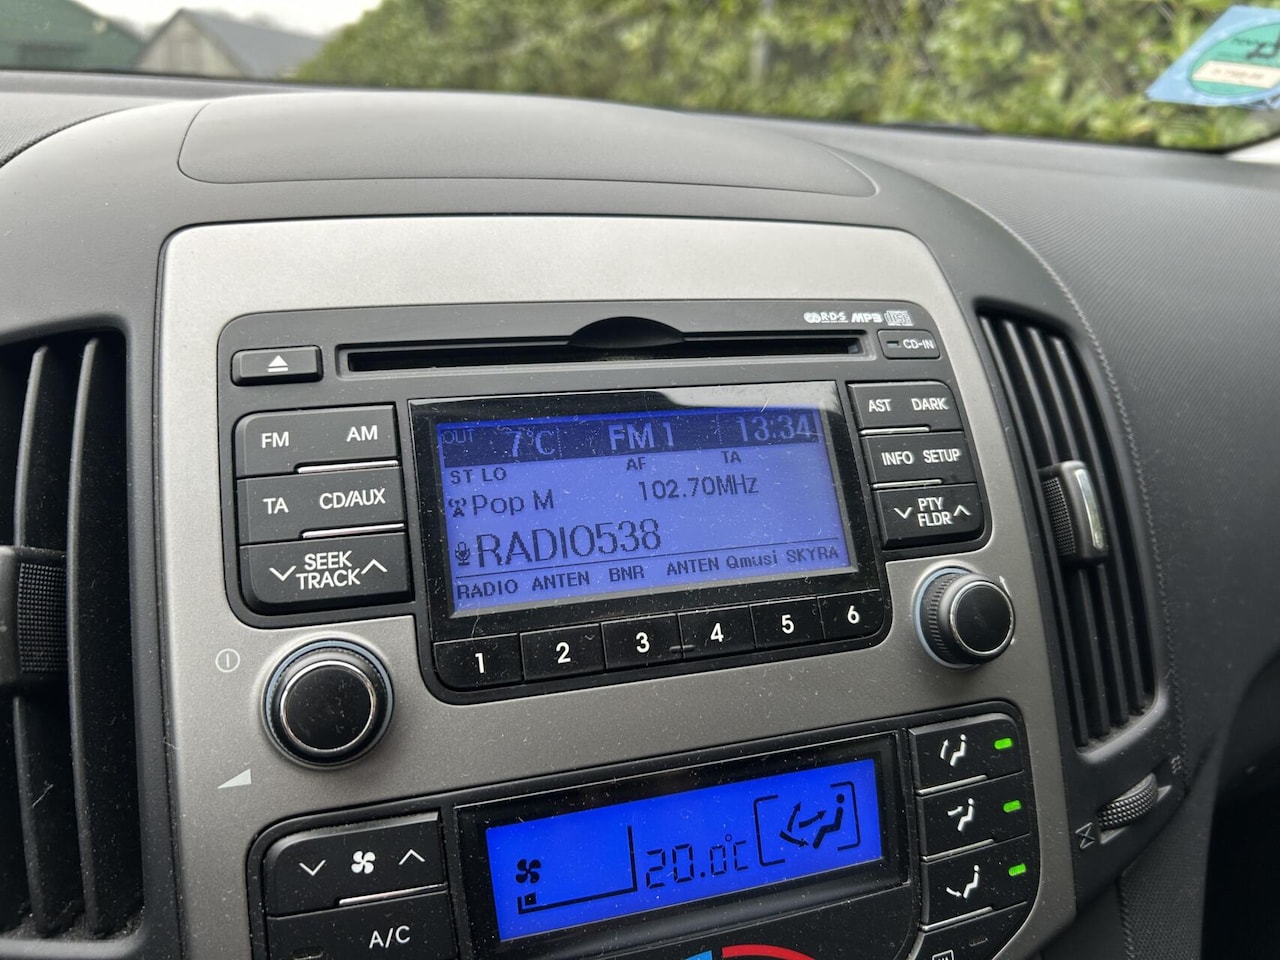 R·D·S MP3
CD-IN
FM AM
TA CD/AUX
SEEK
TRACK
OUT 7°C FM 1 13:34
ST LO AF TA
Pop M 102.70MHz
RADIO538
RADIO ANTEN BNR ANTEN Qmusi SKYRA
AST DARK
INFO SETUP
PTY
FLDR
1 2 3 4 5 6
20.0°C
A/C